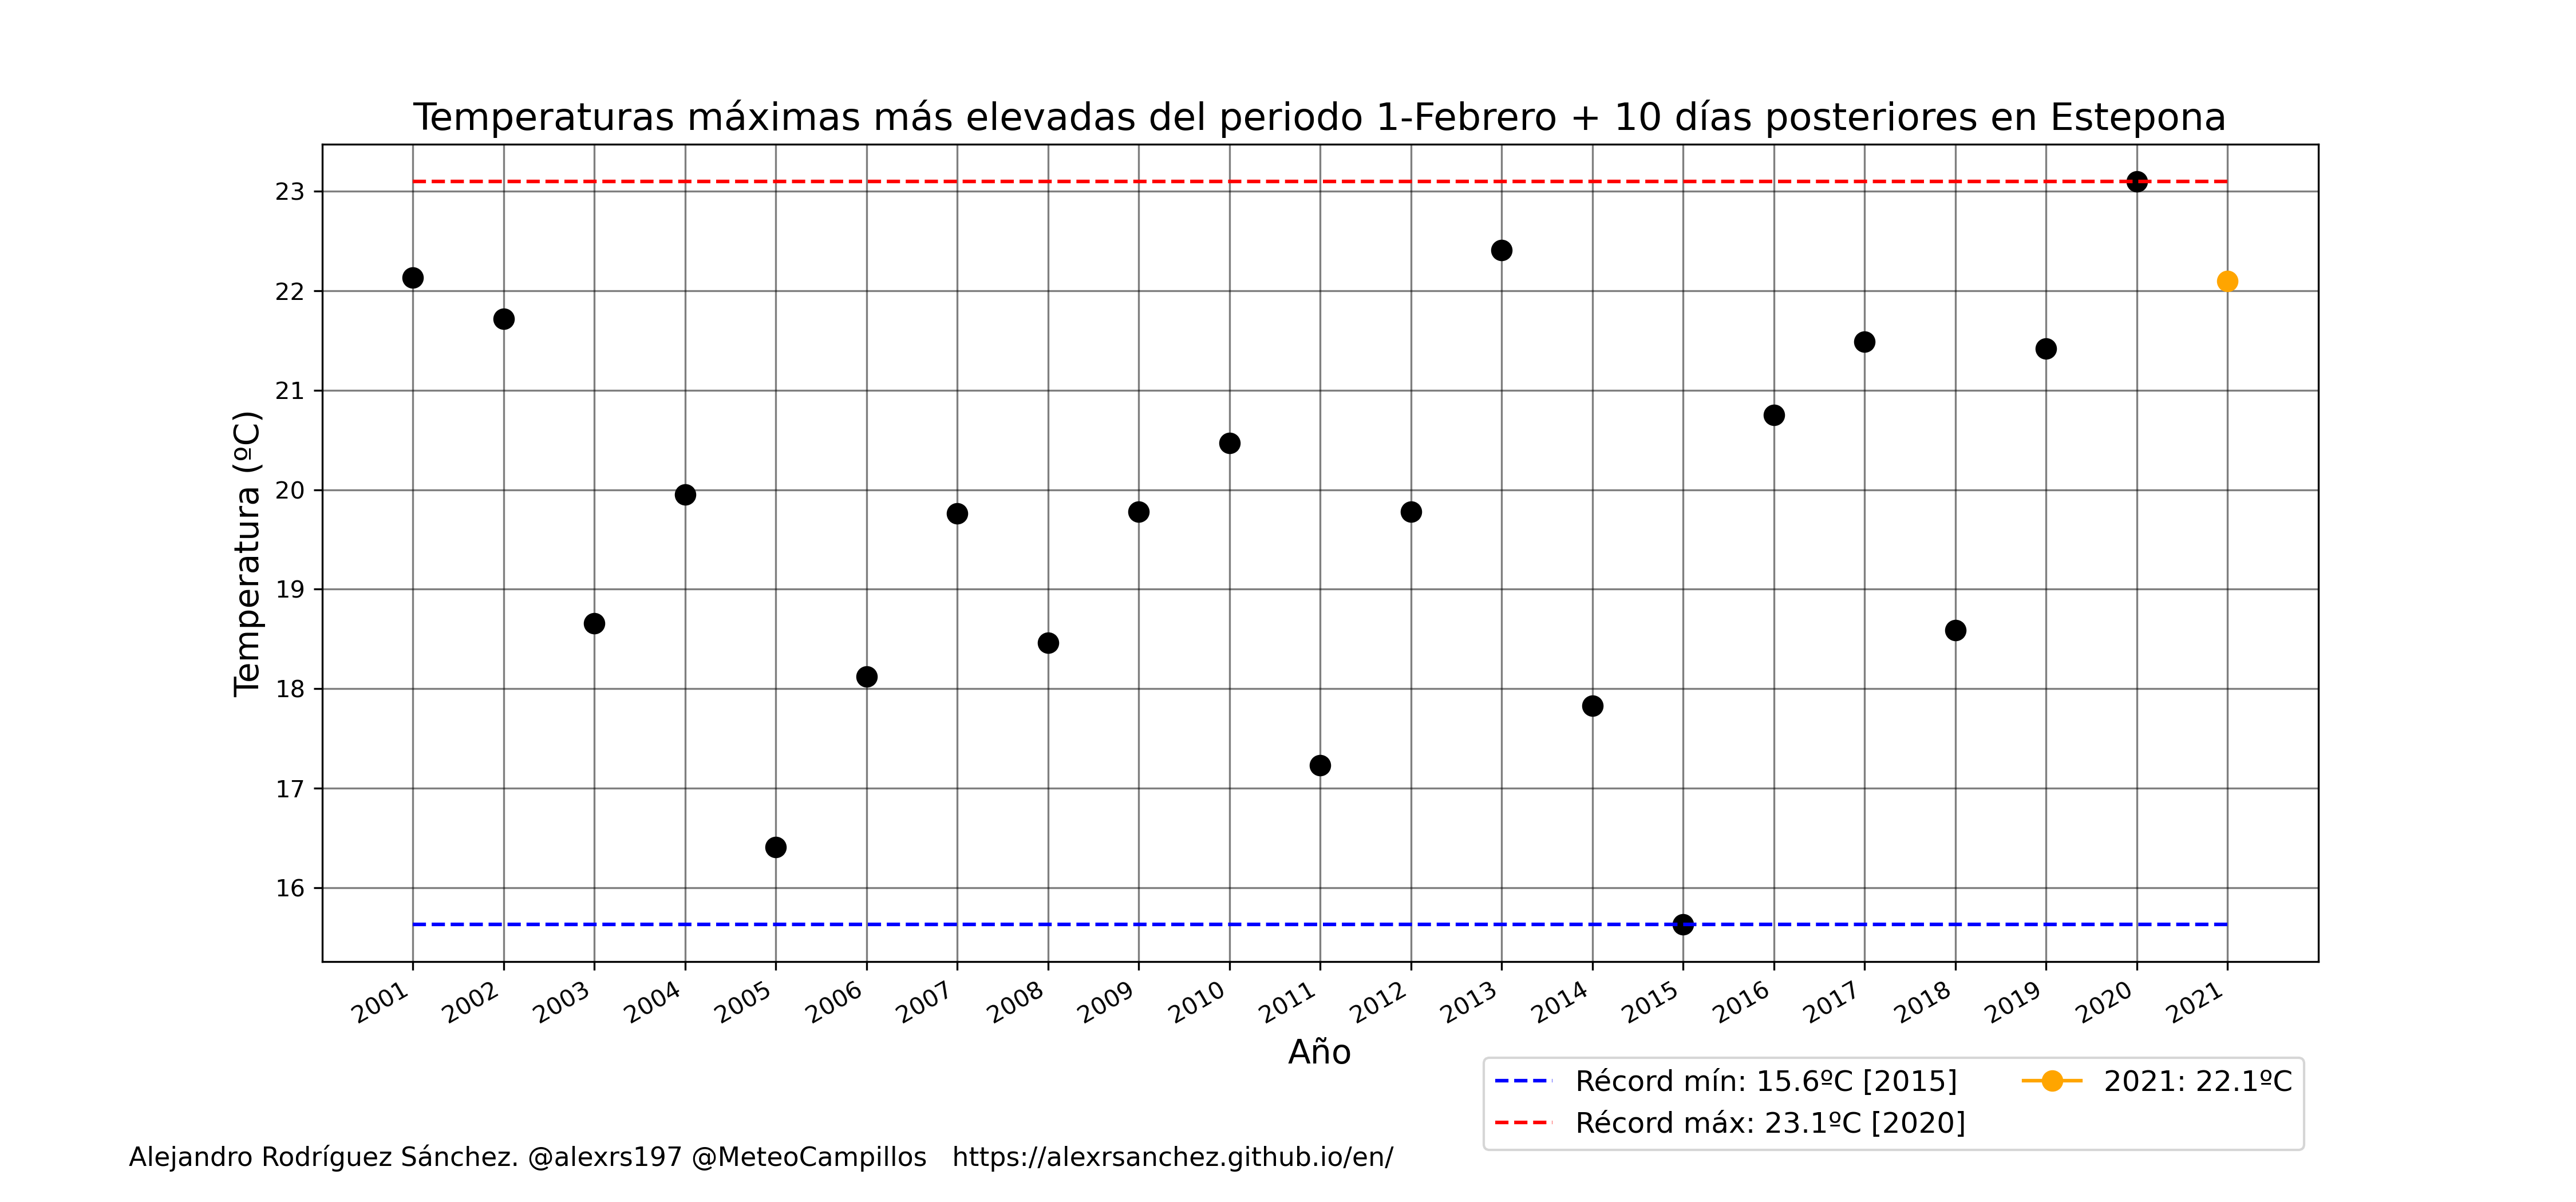 Temperaturas máximas más elevadas del periodo 1-Febrero + 10 días posteriores en Estepona
Temperatura (ºC)
23
22
21
20
19
18
17
16
2001 2002 2003 2004 2005 2006 2007 2008 2009 2010 2011 2012 2013 2014 2015 2016 2017 2018 2019 2020 2021
Año
Récord mín: 15.6ºC [2015]
Récord máx: 23.1ºC [2020]
2021: 22.1ºC
Alejandro Rodríguez Sánchez. @alexrs197 @MeteoCampillos https://alexrsanchez.github.io/en/